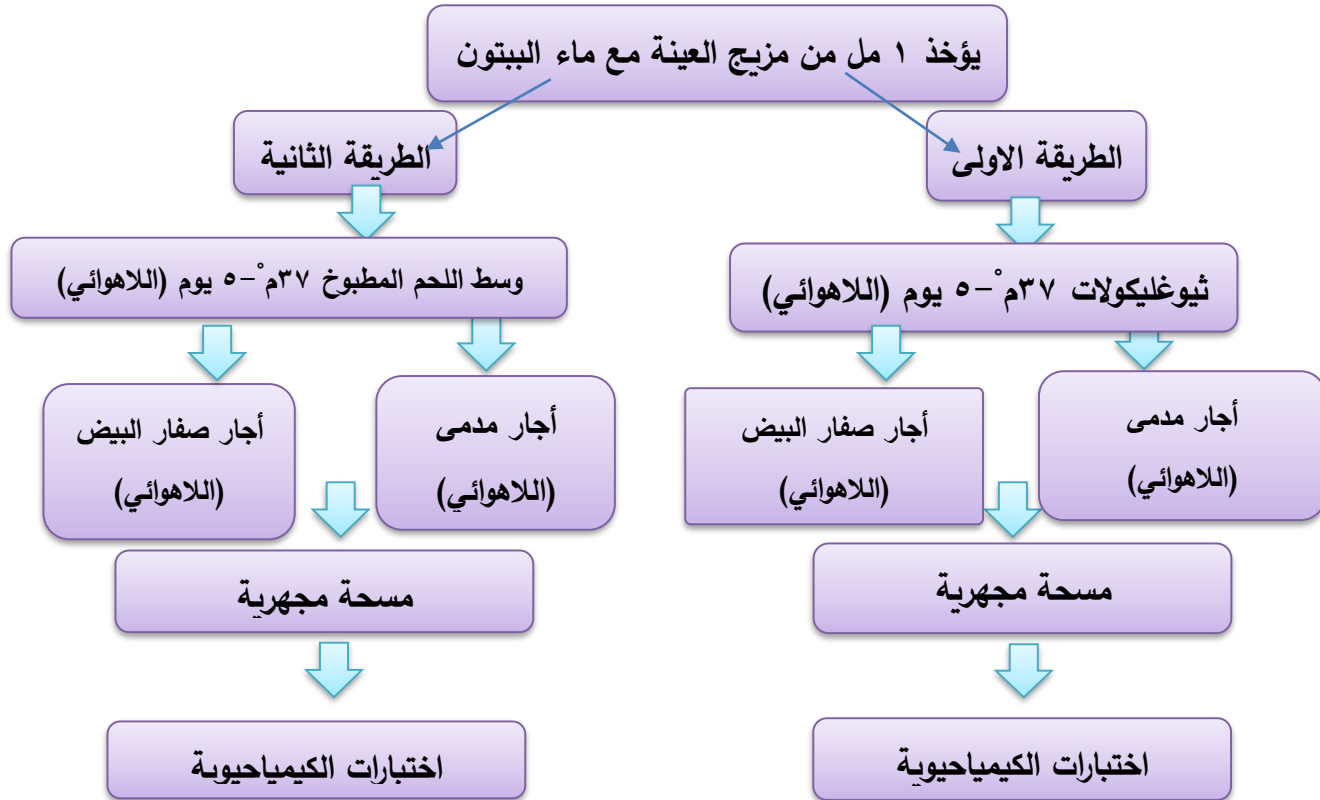 يؤخذ ١ مل من مزيج العينة مع ماء الببتون
الطريقة الاولى
الطريقة الثانية
ثيوغليكولات ٣٧م°-٥ يوم (اللاهوائي)
وسط اللحم المطبوخ ٣٧م°-٥ يوم (اللاهوائي)
أجار مدمى
(اللاهوائي)
أجار صفار البيض
(اللاهوائي)
أجار مدمى
(اللاهوائي)
أجار صفار البيض
(اللاهوائي)
مسحة مجهرية
مسحة مجهرية
اختبارات الكيمياحيوية
اختبارات الكيمياحيوية